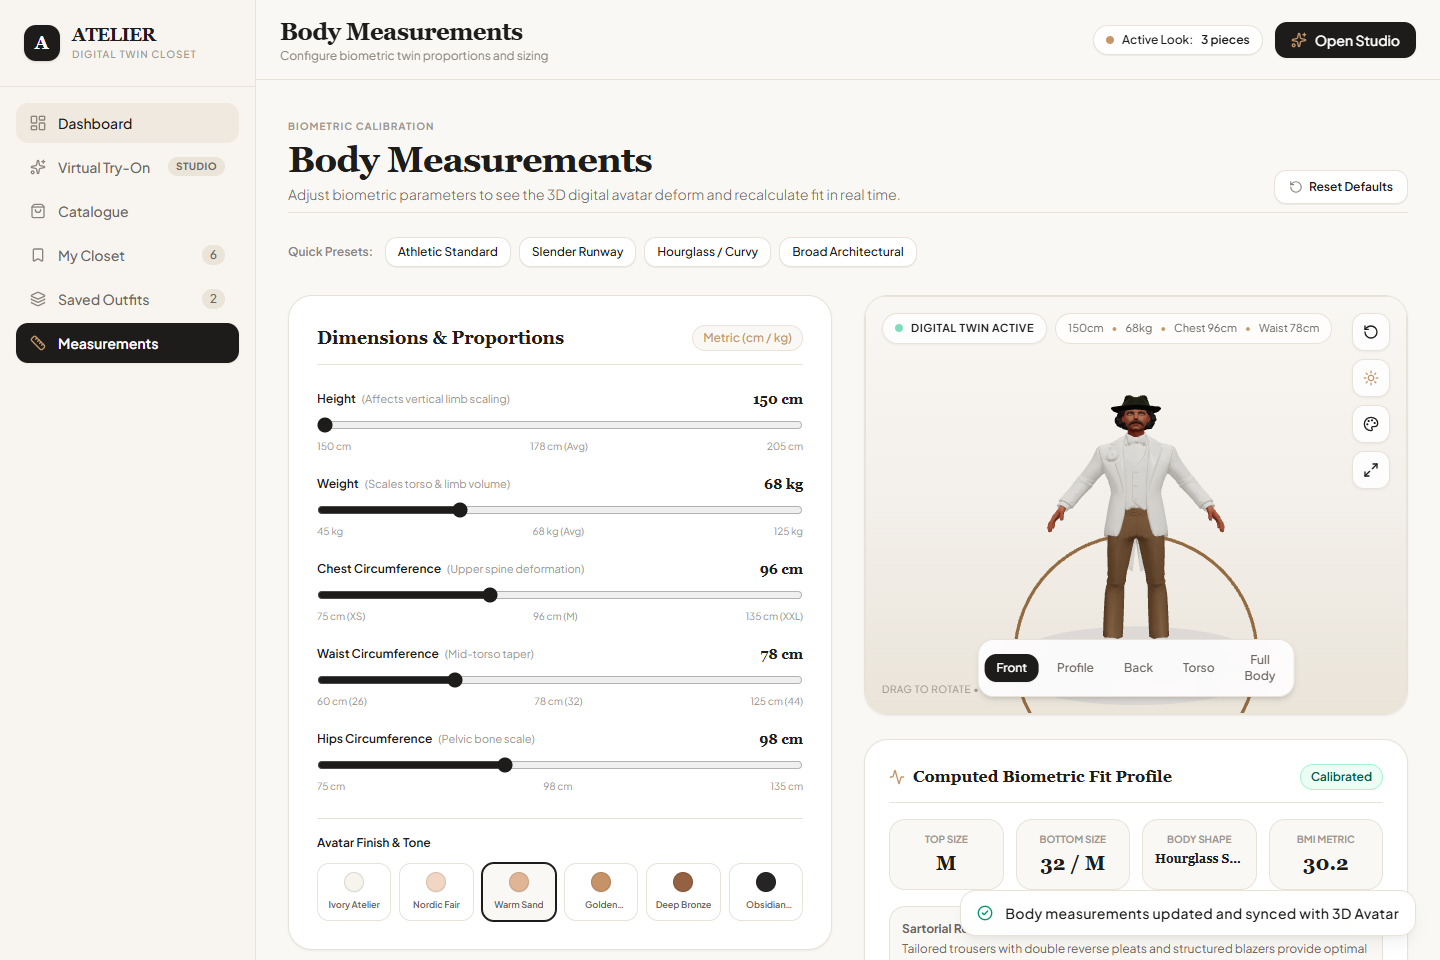 A
ATELIER
DIGITAL TWIN CLOSET
Dashboard
Virtual Try-On STUDIO
Catalogue
My Closet 6
Saved Outfits 2
Measurements
Body Measurements
Configure biometric twin proportions and sizing
Active Look: 3 pieces
Open Studio
BIOMETRIC CALIBRATION
Body Measurements
Adjust biometric parameters to see the 3D digital avatar deform and recalculate fit in real time.
Reset Defaults
Quick Presets: Athletic Standard Slender Runway Hourglass / Curvy Broad Architectural
Dimensions & Proportions Metric (cm / kg)
Height (Affects vertical limb scaling) 150 cm
150 cm 178 cm (Avg) 205 cm
Weight (Scales torso & limb volume) 68 kg
45 kg 68 kg (Avg) 125 kg
Chest Circumference (Upper spine deformation) 96 cm
75 cm (XS) 96 cm (M) 135 cm (XXL)
Waist Circumference (Mid-torso taper) 78 cm
60 cm (26) 78 cm (32) 125 cm (44)
Hips Circumference (Pelvic bone scale) 98 cm
75 cm 98 cm 135 cm
Avatar Finish & Tone
Ivory Atelier Nordic Fair Warm Sand Golden... Deep Bronze Obsidian...
DIGITAL TWIN ACTIVE 150cm • 68kg • Chest 96cm • Waist 78cm
Front Profile Back Torso Full Body
DRAG TO ROTATE •
Computed Biometric Fit Profile Calibrated
TOP SIZE BOTTOM SIZE BODY SHAPE BMI METRIC
M 32 / M Hourglass S... 30.2
Sartorial
Body measurements updated and synced with 3D Avatar
Tailored trousers with double reverse pleats and structured blazers provide optimal